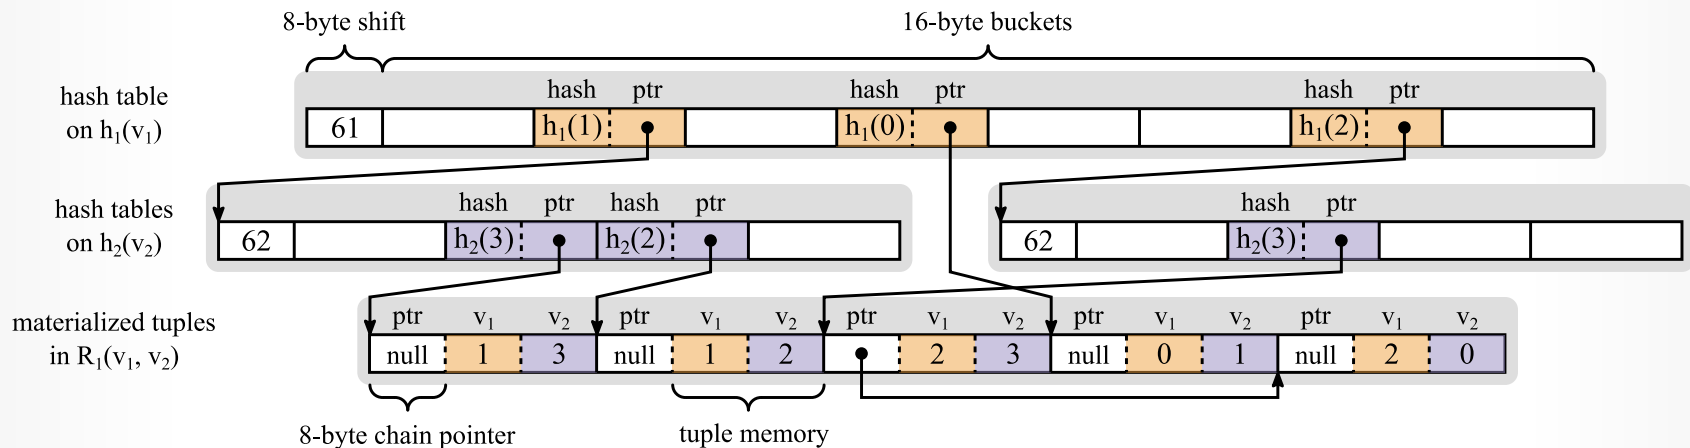 8-byte shift 16-byte buckets
hash ptr hash ptr hash ptr
hash table
on h₁(v₁)
61 h₁(1) h₁(0) h₁(2)
hash ptr hash ptr hash ptr
hash tables
on h₂(v₂)
62 h₂(3) h₂(2) 62 h₂(3)
ptr v₁ v₂ ptr v₁ v₂ ptr v₁ v₂ ptr v₁ v₂ ptr v₁ v₂
materialized tuples
in R₁(v₁, v₂)
null 1 3 null 1 2 2 3 null 0 1 null 2 0
8-byte chain pointer tuple memory